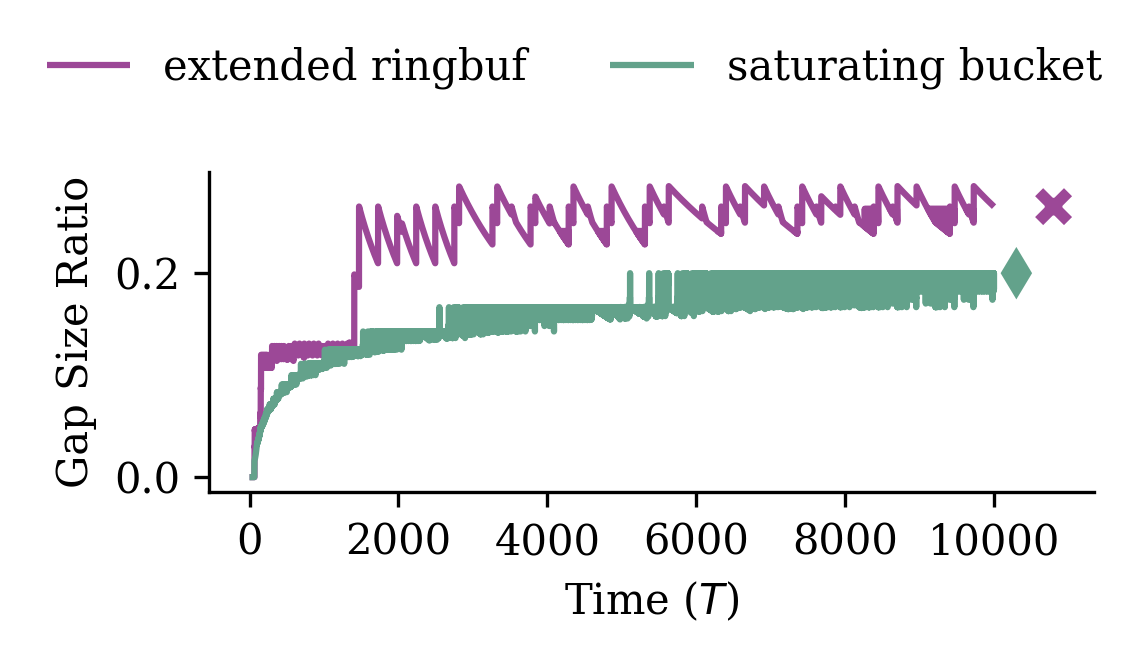 extended ringbuf
saturating bucket
Gap Size Ratio
0.2
0.0
0 2000 4000 6000 8000 10000
Time (T)